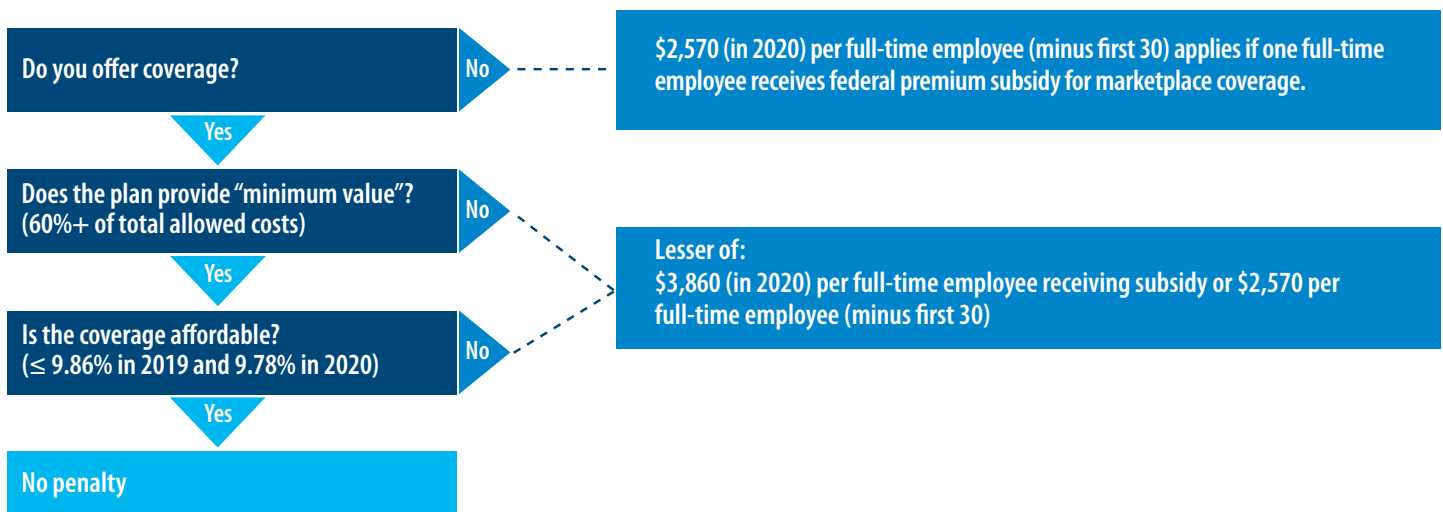 Do you offer coverage?
No
$2,570 (in 2020) per full-time employee (minus first 30) applies if one full-time
employee receives federal premium subsidy for marketplace coverage.
Yes
Does the plan provide “minimum value”?
(60%+ of total allowed costs)
No
Lesser of:
$3,860 (in 2020) per full-time employee receiving subsidy or $2,570 per
full-time employee (minus first 30)
Yes
Is the coverage affordable?
(≤ 9.86% in 2019 and 9.78% in 2020)
No
Yes
No penalty